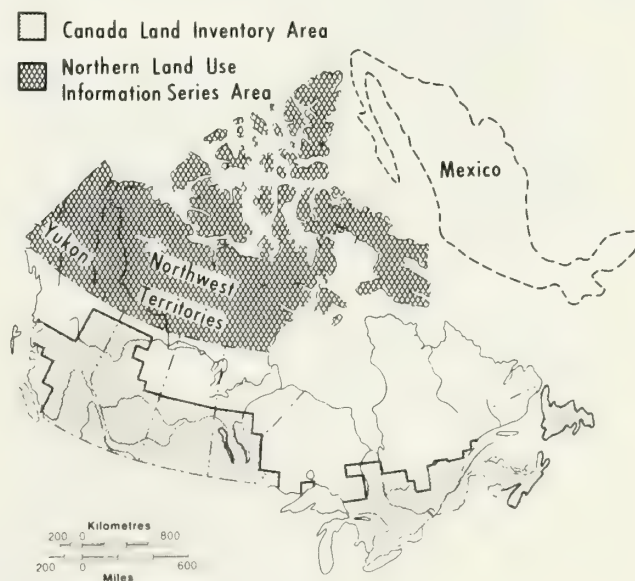 Canada Land Inventory Area
Northern Land Use
Information Series Area
Mexico
Yukon
Northwest
Territories
Kilometres
200 0 800
200 0 600
Miles